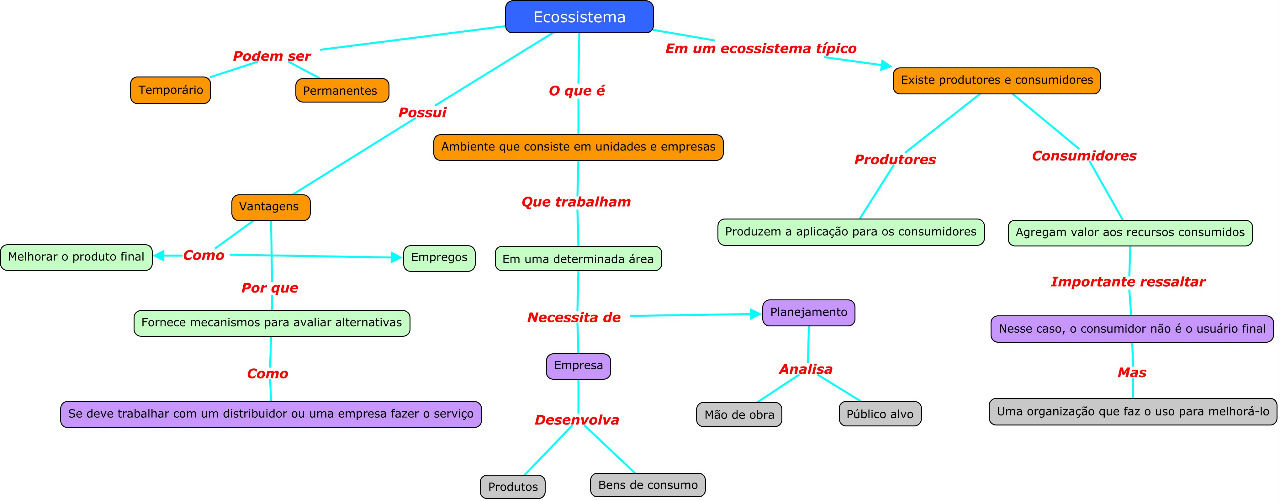 Ecossistema
Podem ser
Em um ecossistema típico
Temporário
Permanentes
O que é
Existe produtores e consumidores
Possui
Ambiente que consiste em unidades e empresas
Produtores
Consumidores
Vantagens
Que trabalham
Produzem a aplicação para os consumidores
Agregam valor aos recursos consumidos
Melhorar o produto final
Como
Empregos
Em uma determinada área
Por que
Importante ressaltar
Fornece mecanismos para avaliar alternativas
Necessita de
Planejamento
Nesse caso, o consumidor não é o usuário final
Como
Empresa
Analisa
Mas
Se deve trabalhar com um distribuidor ou uma empresa fazer o serviço
Desenvolva
Mão de obra
Público alvo
Uma organização que faz o uso para melhorá-lo
Produtos
Bens de consumo